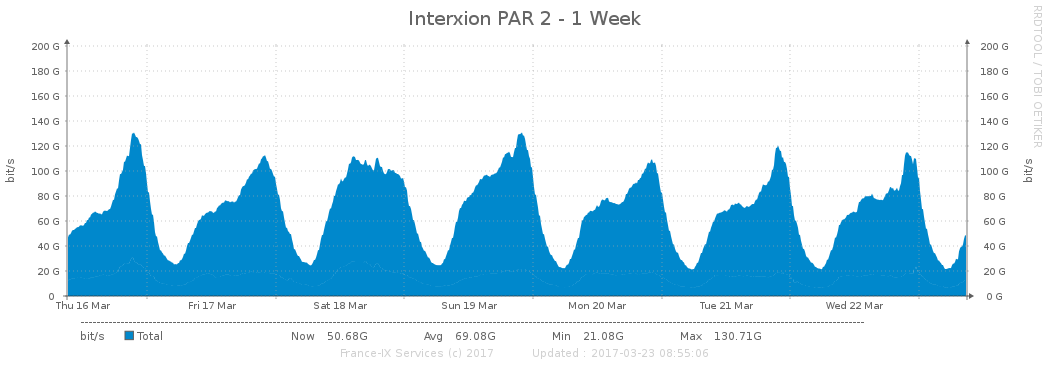 Interxion PAR 2 - 1 Week
RRDTOOL / TOBI OETIKER
200 G 200 G
180 G 180 G
160 G 160 G
140 G 140 G
120 G 120 G
100 G 100 G
80 G 80 G
60 G 60 G
40 G 40 G
20 G 20 G
0 0 G
bit/s
bit/s
Thu 16 Mar Fri 17 Mar Sat 18 Mar Sun 19 Mar Mon 20 Mar Tue 21 Mar Wed 22 Mar
bit/s Total Now 50.68G Avg 69.08G Min 21.08G Max 130.71G
France-IX Services (c) 2017 Updated : 2017-03-23 08:55:06